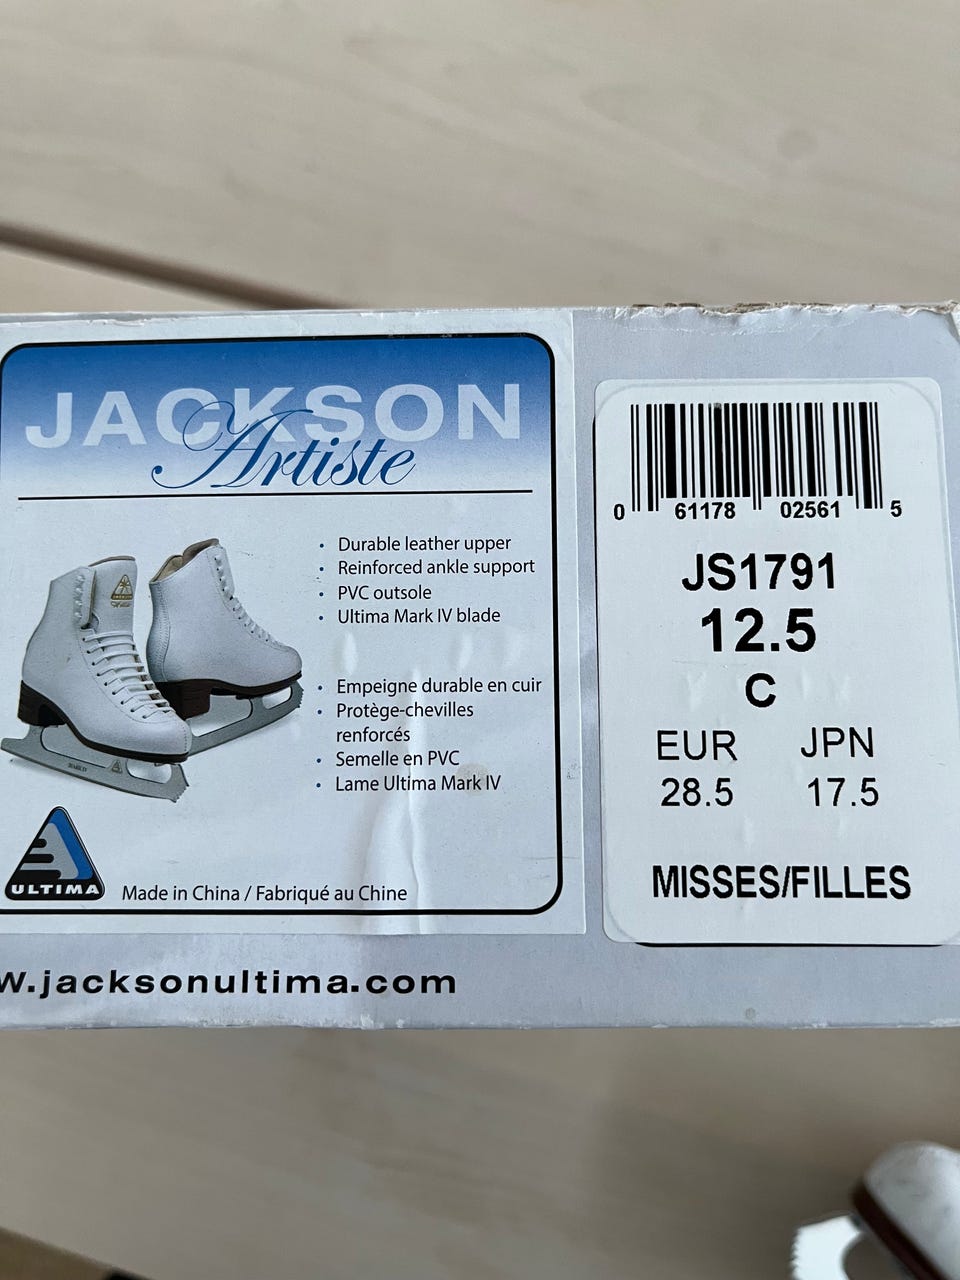 JACKSON
Artiste
• Durable leather upper
• Reinforced ankle support
• PVC outsole
• Ultima Mark IV blade
• Empeigne durable en cuir
• Protège-chevilles
renforcés
• Semelle en PVC
• Lame Ultima Mark IV
ULTIMA
Made in China / Fabriqué au Chine
w.jacksonultima.com
0 61178 02561 5
JS1791
12.5
C
EUR JPN
28.5 17.5
MISSES/FILLES